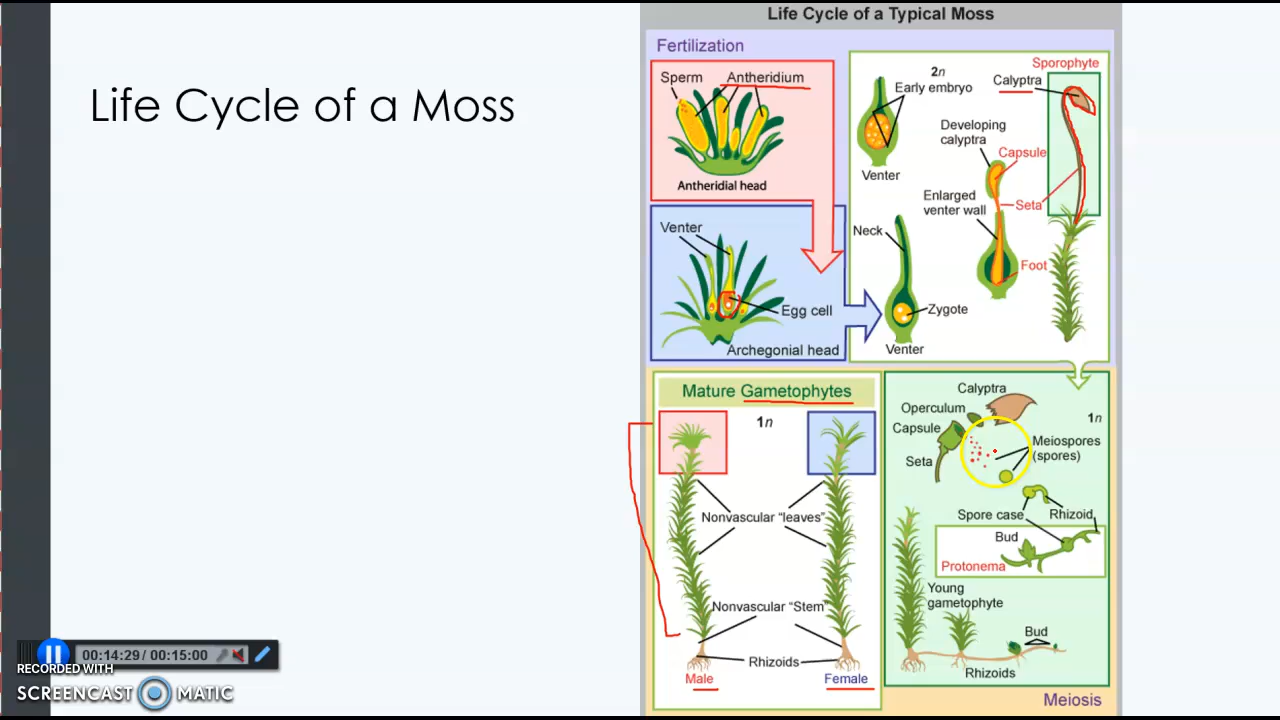 Life Cycle of a Typical Moss
Life Cycle of a Moss
Fertilization
Sperm
Antheridium
Antheridial head
Venter
Egg cell
Archegonial head
Sporophyte
2n
Early embryo
Calyptra
Venter
Developing
calyptra
Capsule
Enlarged
venter wall
Seta
Neck
Foot
Zygote
Venter
Mature Gametophytes
1n
Nonvascular “leaves”
Nonvascular “Stem”
Rhizoids
Male
Female
Calyptra
Operculum
1n
Capsule
Meiospores
(spores)
Seta
Spore case
Rhizoid
Bud
Protonema
Young
gametophyte
Bud
Rhizoids
Meiosis
00:14:29 / 00:15:00
RECORDED WITH
SCREENCAST MATIC